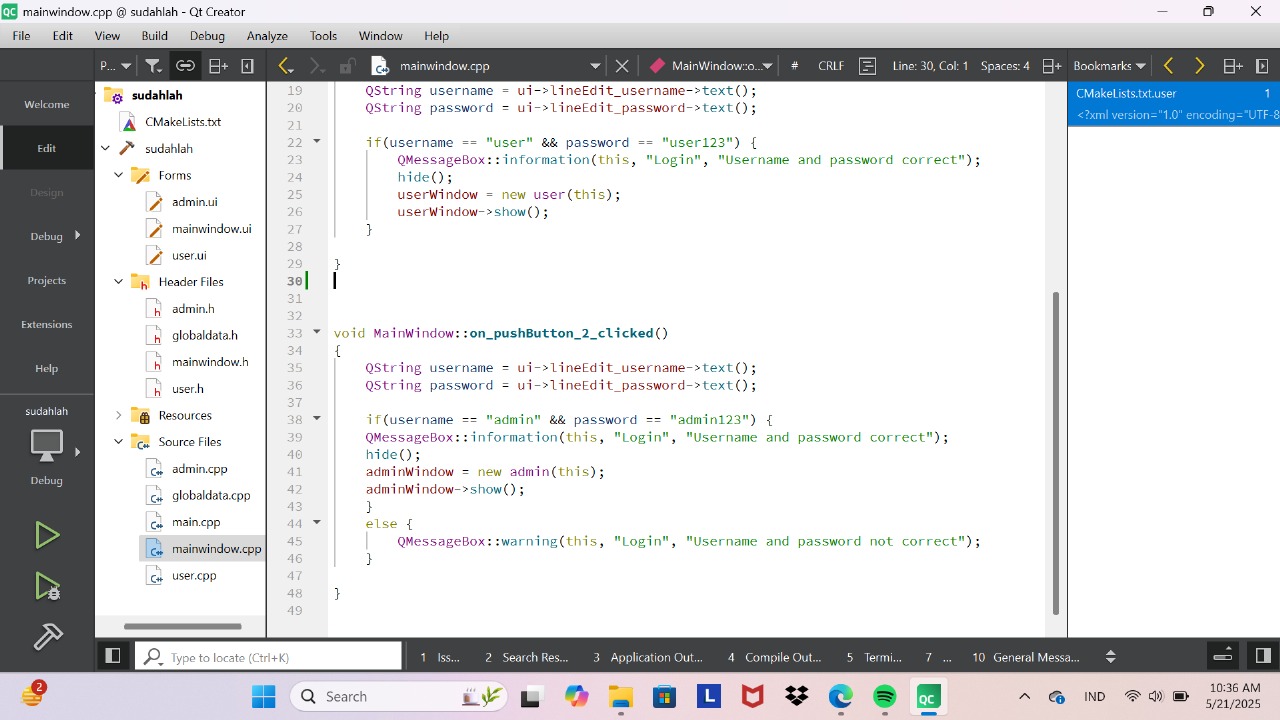 mainwindow.cpp @ sudahlah - Qt Creator
File Edit View Build Debug Analyze Tools Window Help
P... mainwindow.cpp MainWindow::o... # CRLF Line: 30, Col: 1 Spaces: 4 Bookmarks
Welcome
Edit
Design
Debug
Projects
Extensions
Help
sudahlah
Debug
sudahlah
CMakeLists.txt
sudahlah
Forms
admin.ui
mainwindow.ui
user.ui
Header Files
admin.h
globaldata.h
mainwindow.h
user.h
Resources
Source Files
admin.cpp
globaldata.cpp
main.cpp
mainwindow.cpp
user.cpp
19 QString username = ui->lineEdit_username->text();
20 QString password = ui->lineEdit_password->text();
21
22 if(username == "user" && password == "user123") {
23 QMessageBox::information(this, "Login", "Username and password correct");
24 hide();
25 userWindow = new user(this);
26 userWindow->show();
27 }
28
29 }
30
31
32
33 void MainWindow::on_pushButton_2_clicked()
34 {
35 QString username = ui->lineEdit_username->text();
36 QString password = ui->lineEdit_password->text();
37
38 if(username == "admin" && password == "admin123") {
39 QMessageBox::information(this, "Login", "Username and password correct");
40 hide();
41 adminWindow = new admin(this);
42 adminWindow->show();
43 }
44 else {
45 QMessageBox::warning(this, "Login", "Username and password not correct");
46 }
47
48 }
49
CMakeLists.txt.user 1
<?xml version="1.0" encoding="UTF-8
Type to locate (Ctrl+K) 1 Iss... 2 Search Res... 3 Application Out... 4 Compile Out... 5 Termi... 7 ... 10 General Messa...
2 Search L QC IND 10:36 AM
5/21/2025